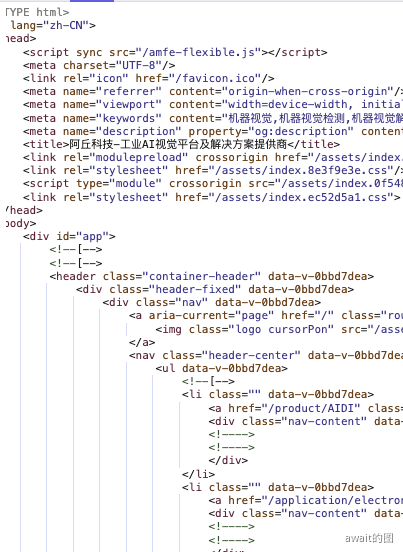 TYPE html>
lang="zh-CN">
head>
<script sync src="/amfe-flexible.js"></script>
<meta charset="UTF-8"/>
<link rel="icon" href="/favicon.ico"/>
<meta name="referrer" content="origin-when-cross-origin"/>
<meta name="viewport" content="width=device-width, initial
<meta name="keywords" content="机器视觉,机器视觉检测,机器视觉解
<meta name="description" property="og:description" content
<title>阿丘科技-工业AI视觉平台及解决方案提供商</title>
<link rel="modulepreload" crossorigin href="/assets/index.
<link rel="stylesheet" href="/assets/index.8e3f9e3e.css"/>
<script type="module" crossorigin src="/assets/index.0f548
<link rel="stylesheet" href="/assets/index.ec52d5a1.css">
/head>
body>
<div id="app">
<!--[-->
<!--[-->
<header class="container-header" data-v-0bbd7dea>
<div class="header-fixed" data-v-0bbd7dea>
<div class="nav" data-v-0bbd7dea>
<a aria-current="page" href="/" class="rou
<img class="logo cursorPon" src="/asse
</a>
<nav class="header-center" data-v-0bbd7dea
<ul data-v-0bbd7dea>
<!--[-->
<li class="" data-v-0bbd7dea>
<a href="/product/AIDI" class=
<div class="nav-content" data-
<!---->
<!---->
</div>
</li>
<li class="" data-v-0bbd7dea>
<a href="/application/electron
<div class="nav-content" data-
<!---->
<!---->
await的图